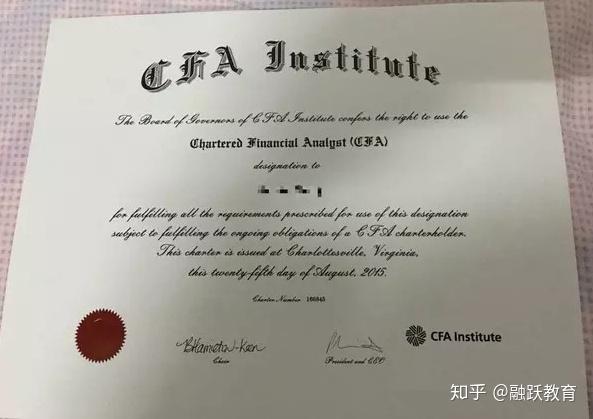 CFA Institute
The Board of Governors of CFA Institute confers the right to use the
Chartered Financial Analyst (CFA)
designation to
for fulfilling all the requirements prescribed for use of this designation
subject to fulfilling the ongoing obligations of a CFA charterholder.
This charter is issued at Charlottesville, Virginia,
this twenty-fifth day of August, 2015.
Charter Number 166845
Chair
President and CEO
CFA Institute
知乎 @融跃教育